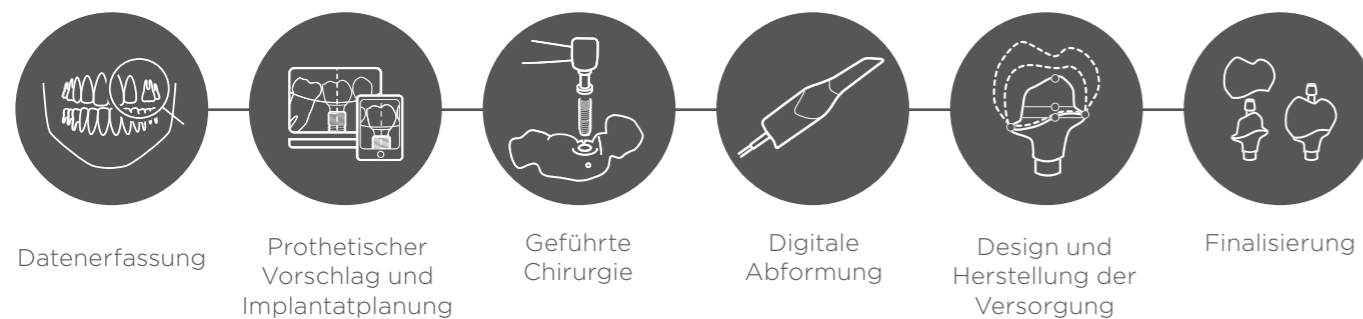 Datenerfassung
Prothetischer
Vorschlag und
Implantatplanung
Geführte
Chirurgie
Digitale
Abformung
Design und
Herstellung der
Versorgung
Finalisierung